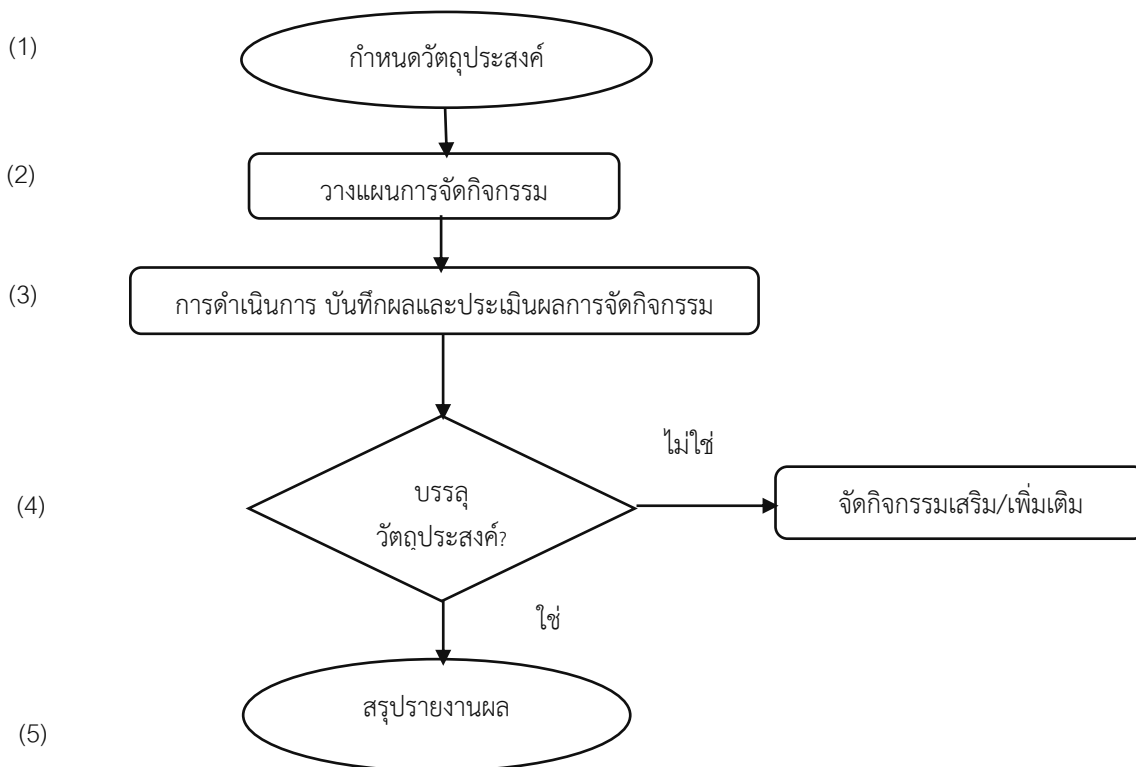 (1)
กำหนดวัตถุประสงค์
(2)
วางแผนการจัดกิจกรรม
(3)
การดำเนินการ บันทึกผลและประเมินผลการจัดกิจกรรม
ไม่ใช่
(4)
บรรลุ
วัตถุประสงค์?
จัดกิจกรรมเสริม/เพิ่มเติม
ใช่
สรุปรายงานผล
(5)